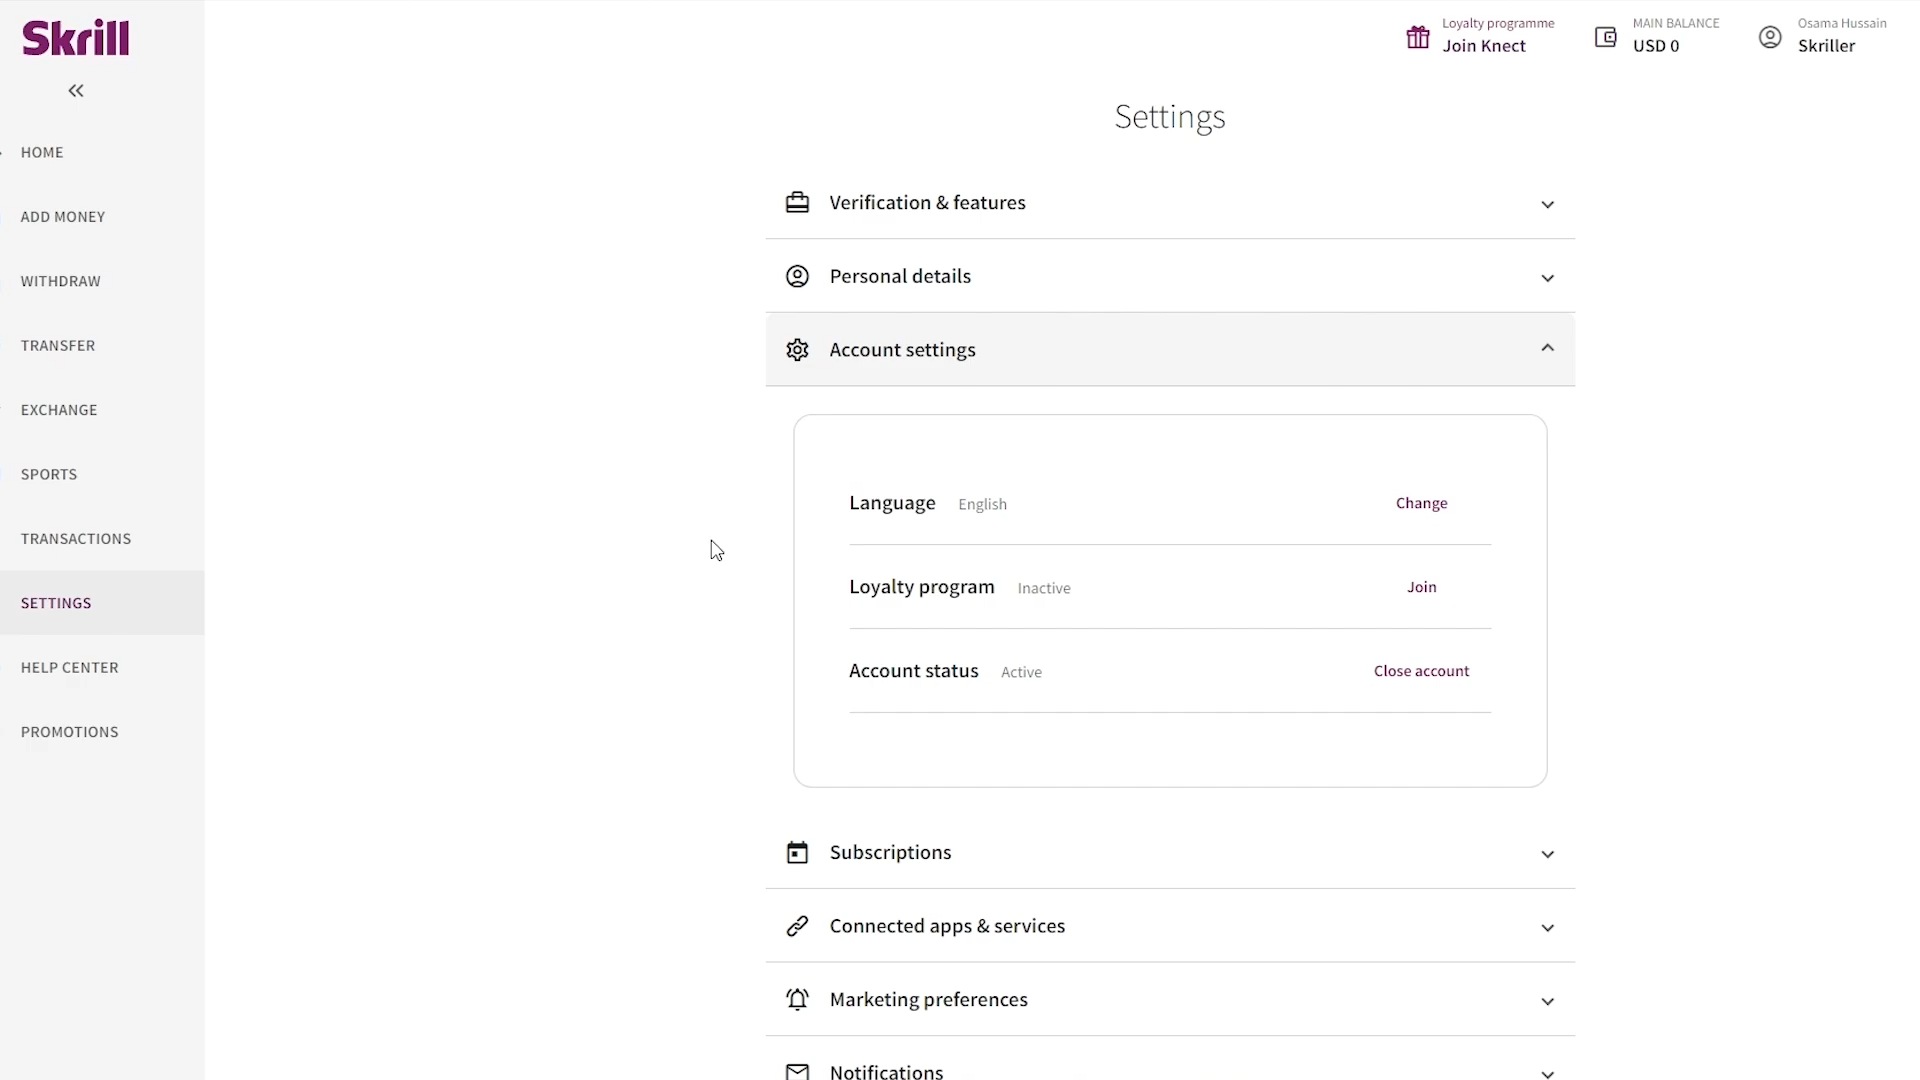 Skrill
Loyalty programme
Join Knect
MAIN BALANCE
USD 0
Osama Hussain
Skriller
HOME
ADD MONEY
WITHDRAW
TRANSFER
EXCHANGE
SPORTS
TRANSACTIONS
SETTINGS
HELP CENTER
PROMOTIONS
Settings
Verification & features
Personal details
Account settings
Language English Change
Loyalty program Inactive Join
Account status Active Close account
Subscriptions
Connected apps & services
Marketing preferences
Notifications